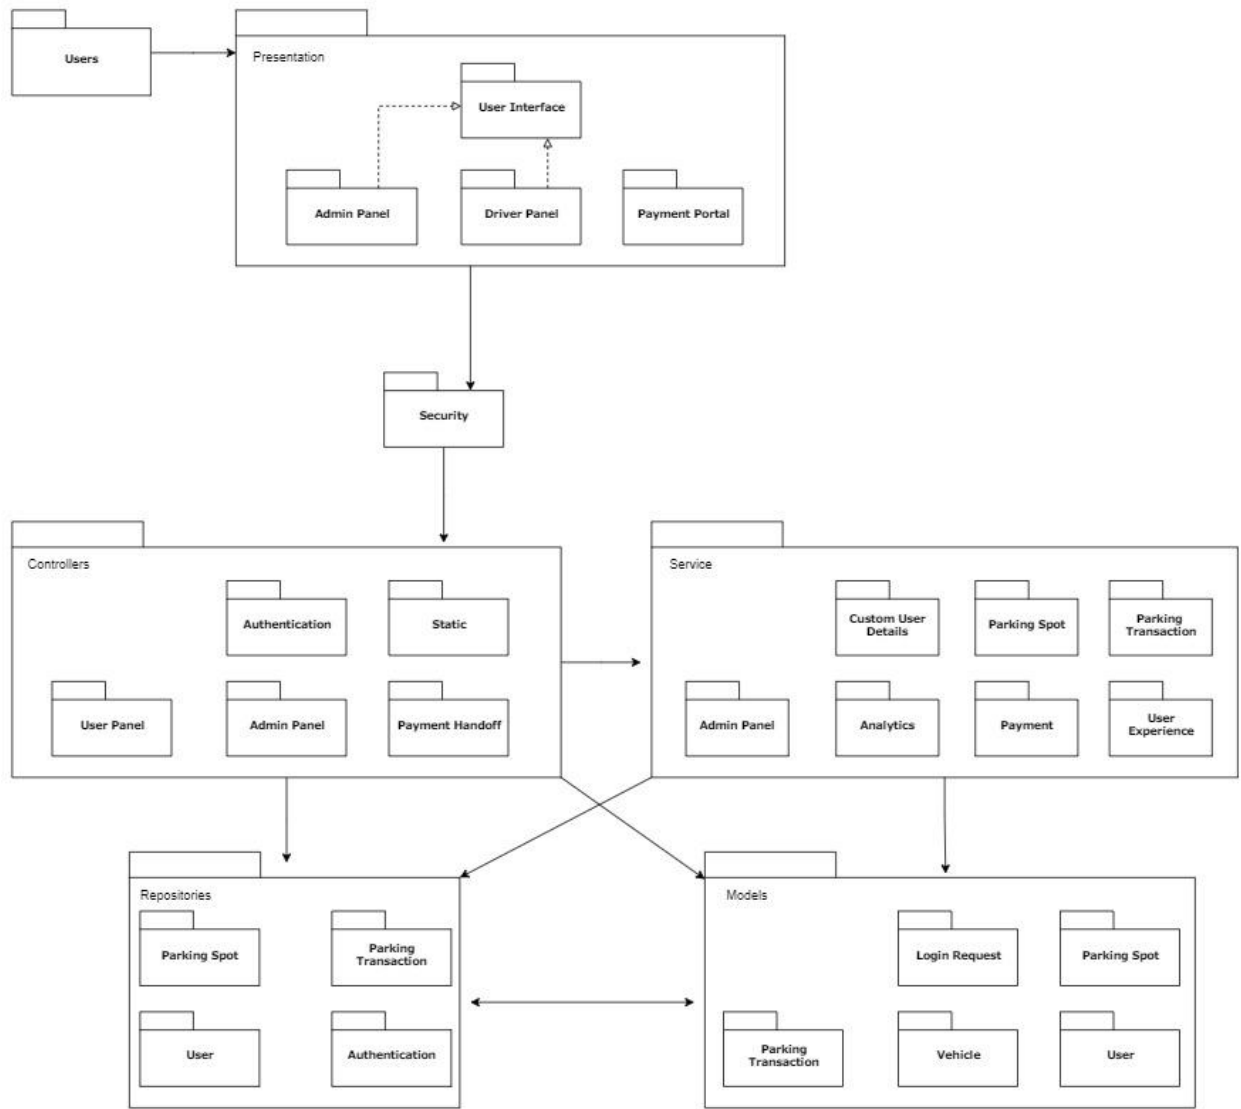 Users
Presentation
User Interface
Admin Panel
Driver Panel
Payment Portal
Security
Controllers
Authentication
Static
User Panel
Admin Panel
Payment Handoff
Service
Custom User
Details
Parking Spot
Parking
Transaction
Admin Panel
Analytics
Payment
User
Experience
Repositories
Parking Spot
Parking
Transaction
User
Authentication
Models
Login Request
Parking Spot
Parking
Transaction
Vehicle
User